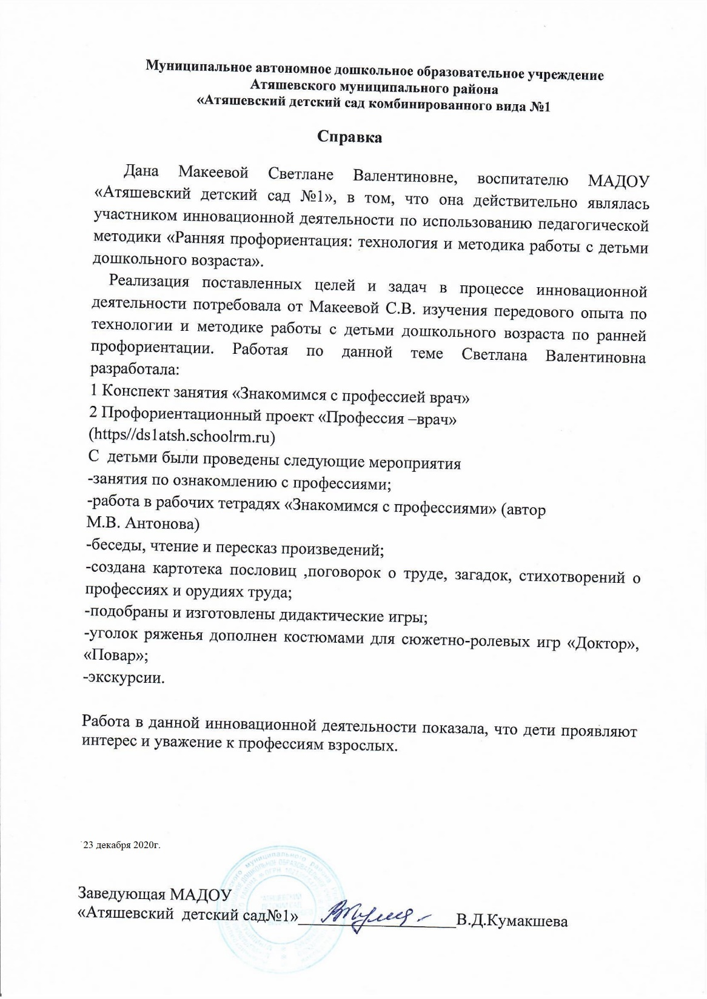 Муниципальное автономное дошкольное образовательное учреждение
Атяшевского муниципального района
«Атяшевский детский сад комбинированного вида №1
Справка
Дана Макеевой Светлане Валентиновне, воспитателю МАДОУ
«Атяшевский детский сад №1», в том, что она действительно являлась
участником инновационной деятельности по использованию педагогической
методики «Ранняя профориентация: технология и методика работы с детьми
дошкольного возраста».
Реализация поставленных целей и задач в процессе инновационной
деятельности потребовала от Макеевой С.В. изучения передового опыта по
технологии и методике работы с детьми дошкольного возраста по ранней
профориентации. Работая по данной теме Светлана Валентиновна
разработала:
1 Конспект занятия «Знакомимся с профессией врач»
2 Профориентационный проект «Профессия –врач»
(https//ds1atsh.schoolrm.ru)
С детьми были проведены следующие мероприятия
-занятия по ознакомлению с профессиями;
-работа в рабочих тетрадях «Знакомимся с профессиями» (автор
М.В. Антонова)
-беседы, чтение и пересказ произведений;
-создана картотека пословиц ,поговорок о труде, загадок, стихотворений о
профессиях и орудиях труда;
-подобраны и изготовлены дидактические игры;
-уголок ряженья дополнен костюмами для сюжетно-ролевых игр «Доктор»,
«Повар»;
-экскурсии.
Работа в данной инновационной деятельности показала, что дети проявляют
интерес и уважение к профессиям взрослых.
23 декабря 2020г.
Заведующая МАДОУ
«Атяшевский детский сад№1»___________________В.Д.Кумакшева